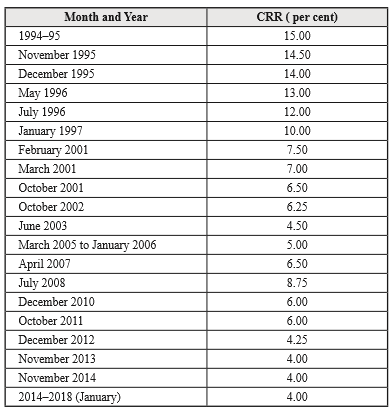 Month and Year CRR ( per cent)
1994–95 15.00
November 1995 14.50
December 1995 14.00
May 1996 13.00
July 1996 12.00
January 1997 10.00
February 2001 7.50
March 2001 7.00
October 2001 6.50
October 2002 6.25
June 2003 4.50
March 2005 to January 2006 5.00
April 2007 6.50
July 2008 8.75
December 2010 6.00
October 2011 6.00
December 2012 4.25
November 2013 4.00
November 2014 4.00
2014–2018 (January) 4.00